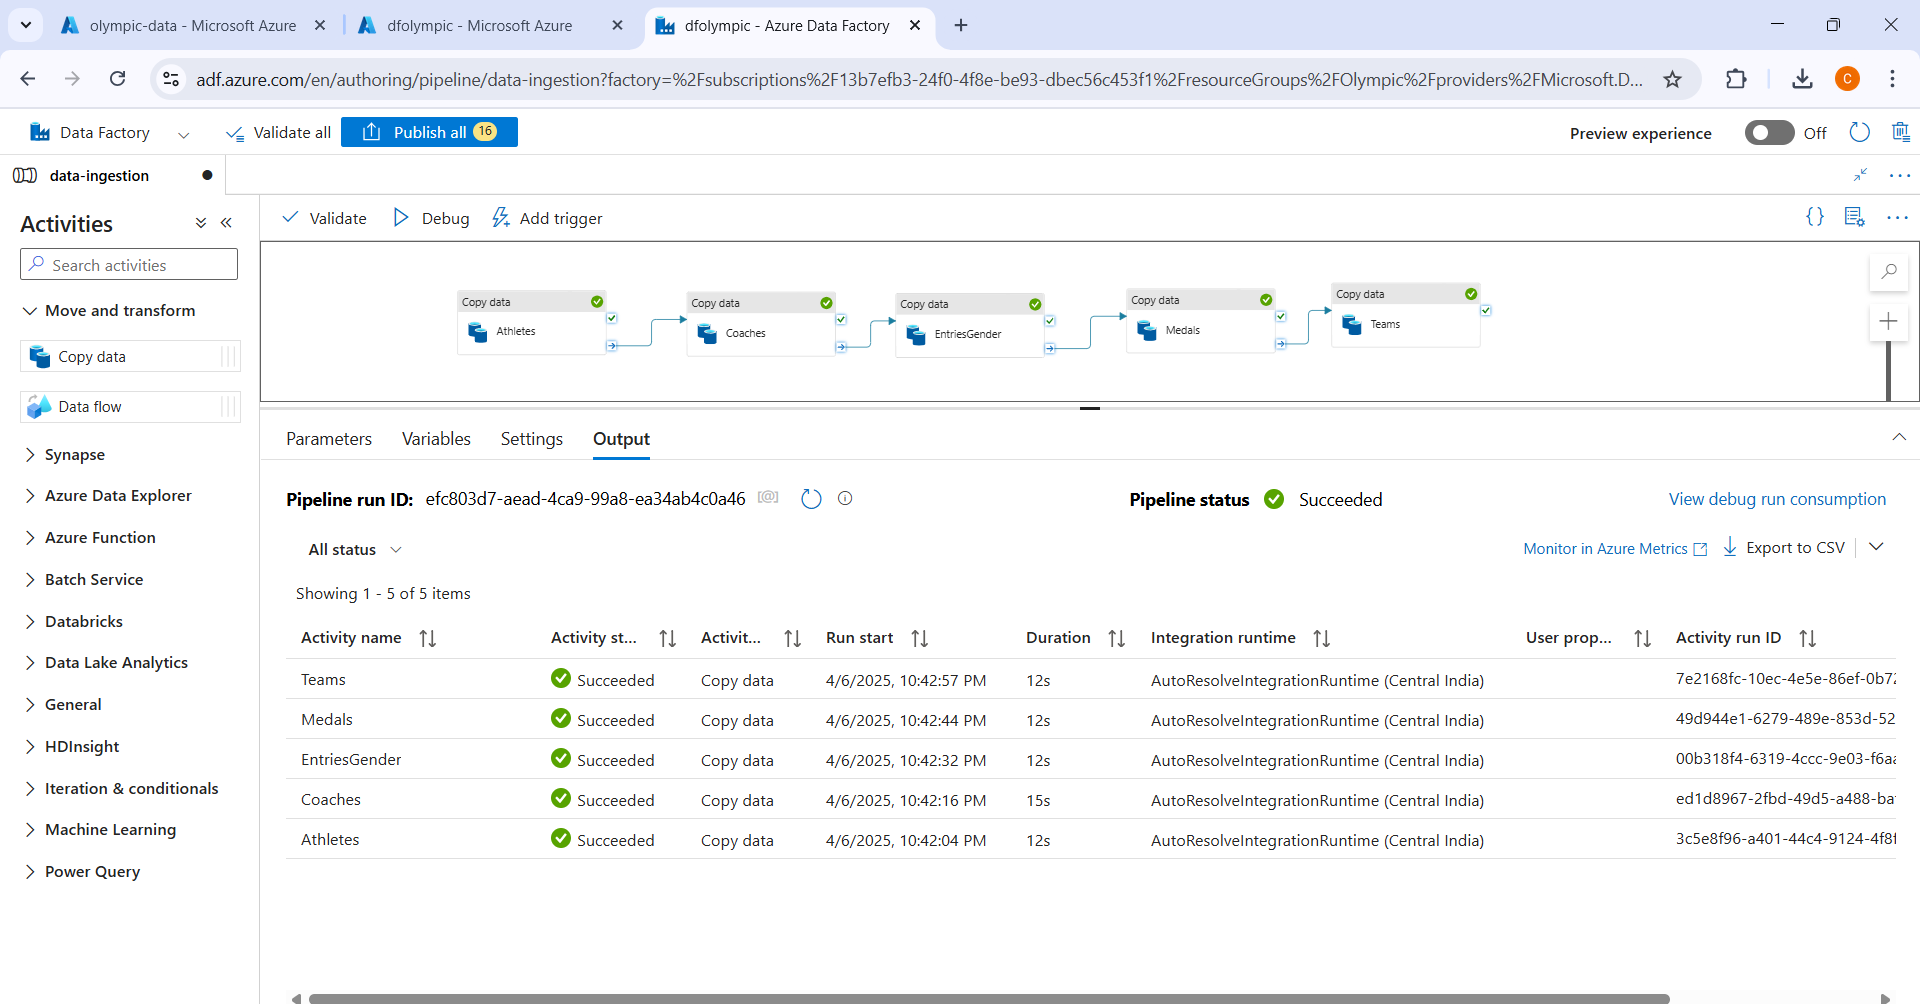 olympic-data - Microsoft Azure
dfolympic - Microsoft Azure
dfolympic - Azure Data Factory
adf.azure.com/en/authoring/pipeline/data-ingestion?factory=%2Fsubscriptions%2F13b7efb3-24f0-4f8e-be93-dbec56c453f1%2FresourceGroups%2FOlympic%2Fproviders%2FMicrosoft.D...
C
Data Factory
Validate all
Publish all 16
Preview experience
Off
data-ingestion
Activities
Search activities
Move and transform
Copy data
Data flow
Synapse
Azure Data Explorer
Azure Function
Batch Service
Databricks
Data Lake Analytics
General
HDInsight
Iteration & conditionals
Machine Learning
Power Query
Validate
Debug
Add trigger
{}
Copy data
Athletes
Copy data
Coaches
Copy data
EntriesGender
Copy data
Medals
Copy data
Teams
Parameters Variables Settings Output
Pipeline run ID: efc803d7-aead-4ca9-99a8-ea34ab4c0a46 [@]
Pipeline status Succeeded
View debug run consumption
All status
Monitor in Azure Metrics
Export to CSV
Showing 1 - 5 of 5 items
Activity name Activity st... Activit... Run start Duration Integration runtime User prop... Activity run ID
Teams Succeeded Copy data 4/6/2025, 10:42:57 PM 12s AutoResolveIntegrationRuntime (Central India) 7e2168fc-10ec-4e5e-86ef-0b72
Medals Succeeded Copy data 4/6/2025, 10:42:44 PM 12s AutoResolveIntegrationRuntime (Central India) 49d944e1-6279-489e-853d-52
EntriesGender Succeeded Copy data 4/6/2025, 10:42:32 PM 12s AutoResolveIntegrationRuntime (Central India) 00b318f4-6319-4ccc-9e03-f6aa
Coaches Succeeded Copy data 4/6/2025, 10:42:16 PM 15s AutoResolveIntegrationRuntime (Central India) ed1d8967-2fbd-49d5-a488-baf
Athletes Succeeded Copy data 4/6/2025, 10:42:04 PM 12s AutoResolveIntegrationRuntime (Central India) 3c5e8f96-a401-44c4-9124-4f8f